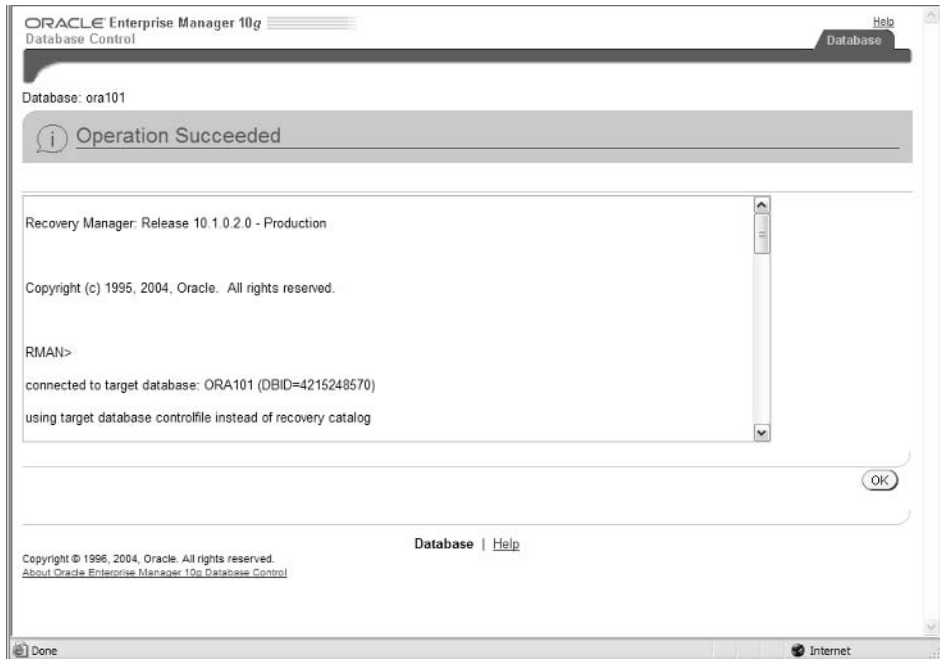 ORACLE Enterprise Manager 10g
Database Control
Help
Database
Database: ora101
i Operation Succeeded
Recovery Manager: Release 10.1.0.2.0 - Production
Copyright (c) 1995, 2004, Oracle. All rights reserved.
RMAN>
connected to target database: ORA101 (DBID=4215248570)
using target database controlfile instead of recovery catalog
OK
Database | Help
Copyright © 1996, 2004, Oracle. All rights reserved.
About Oracle Enterprise Manager 10g Database Control
Done
Internet